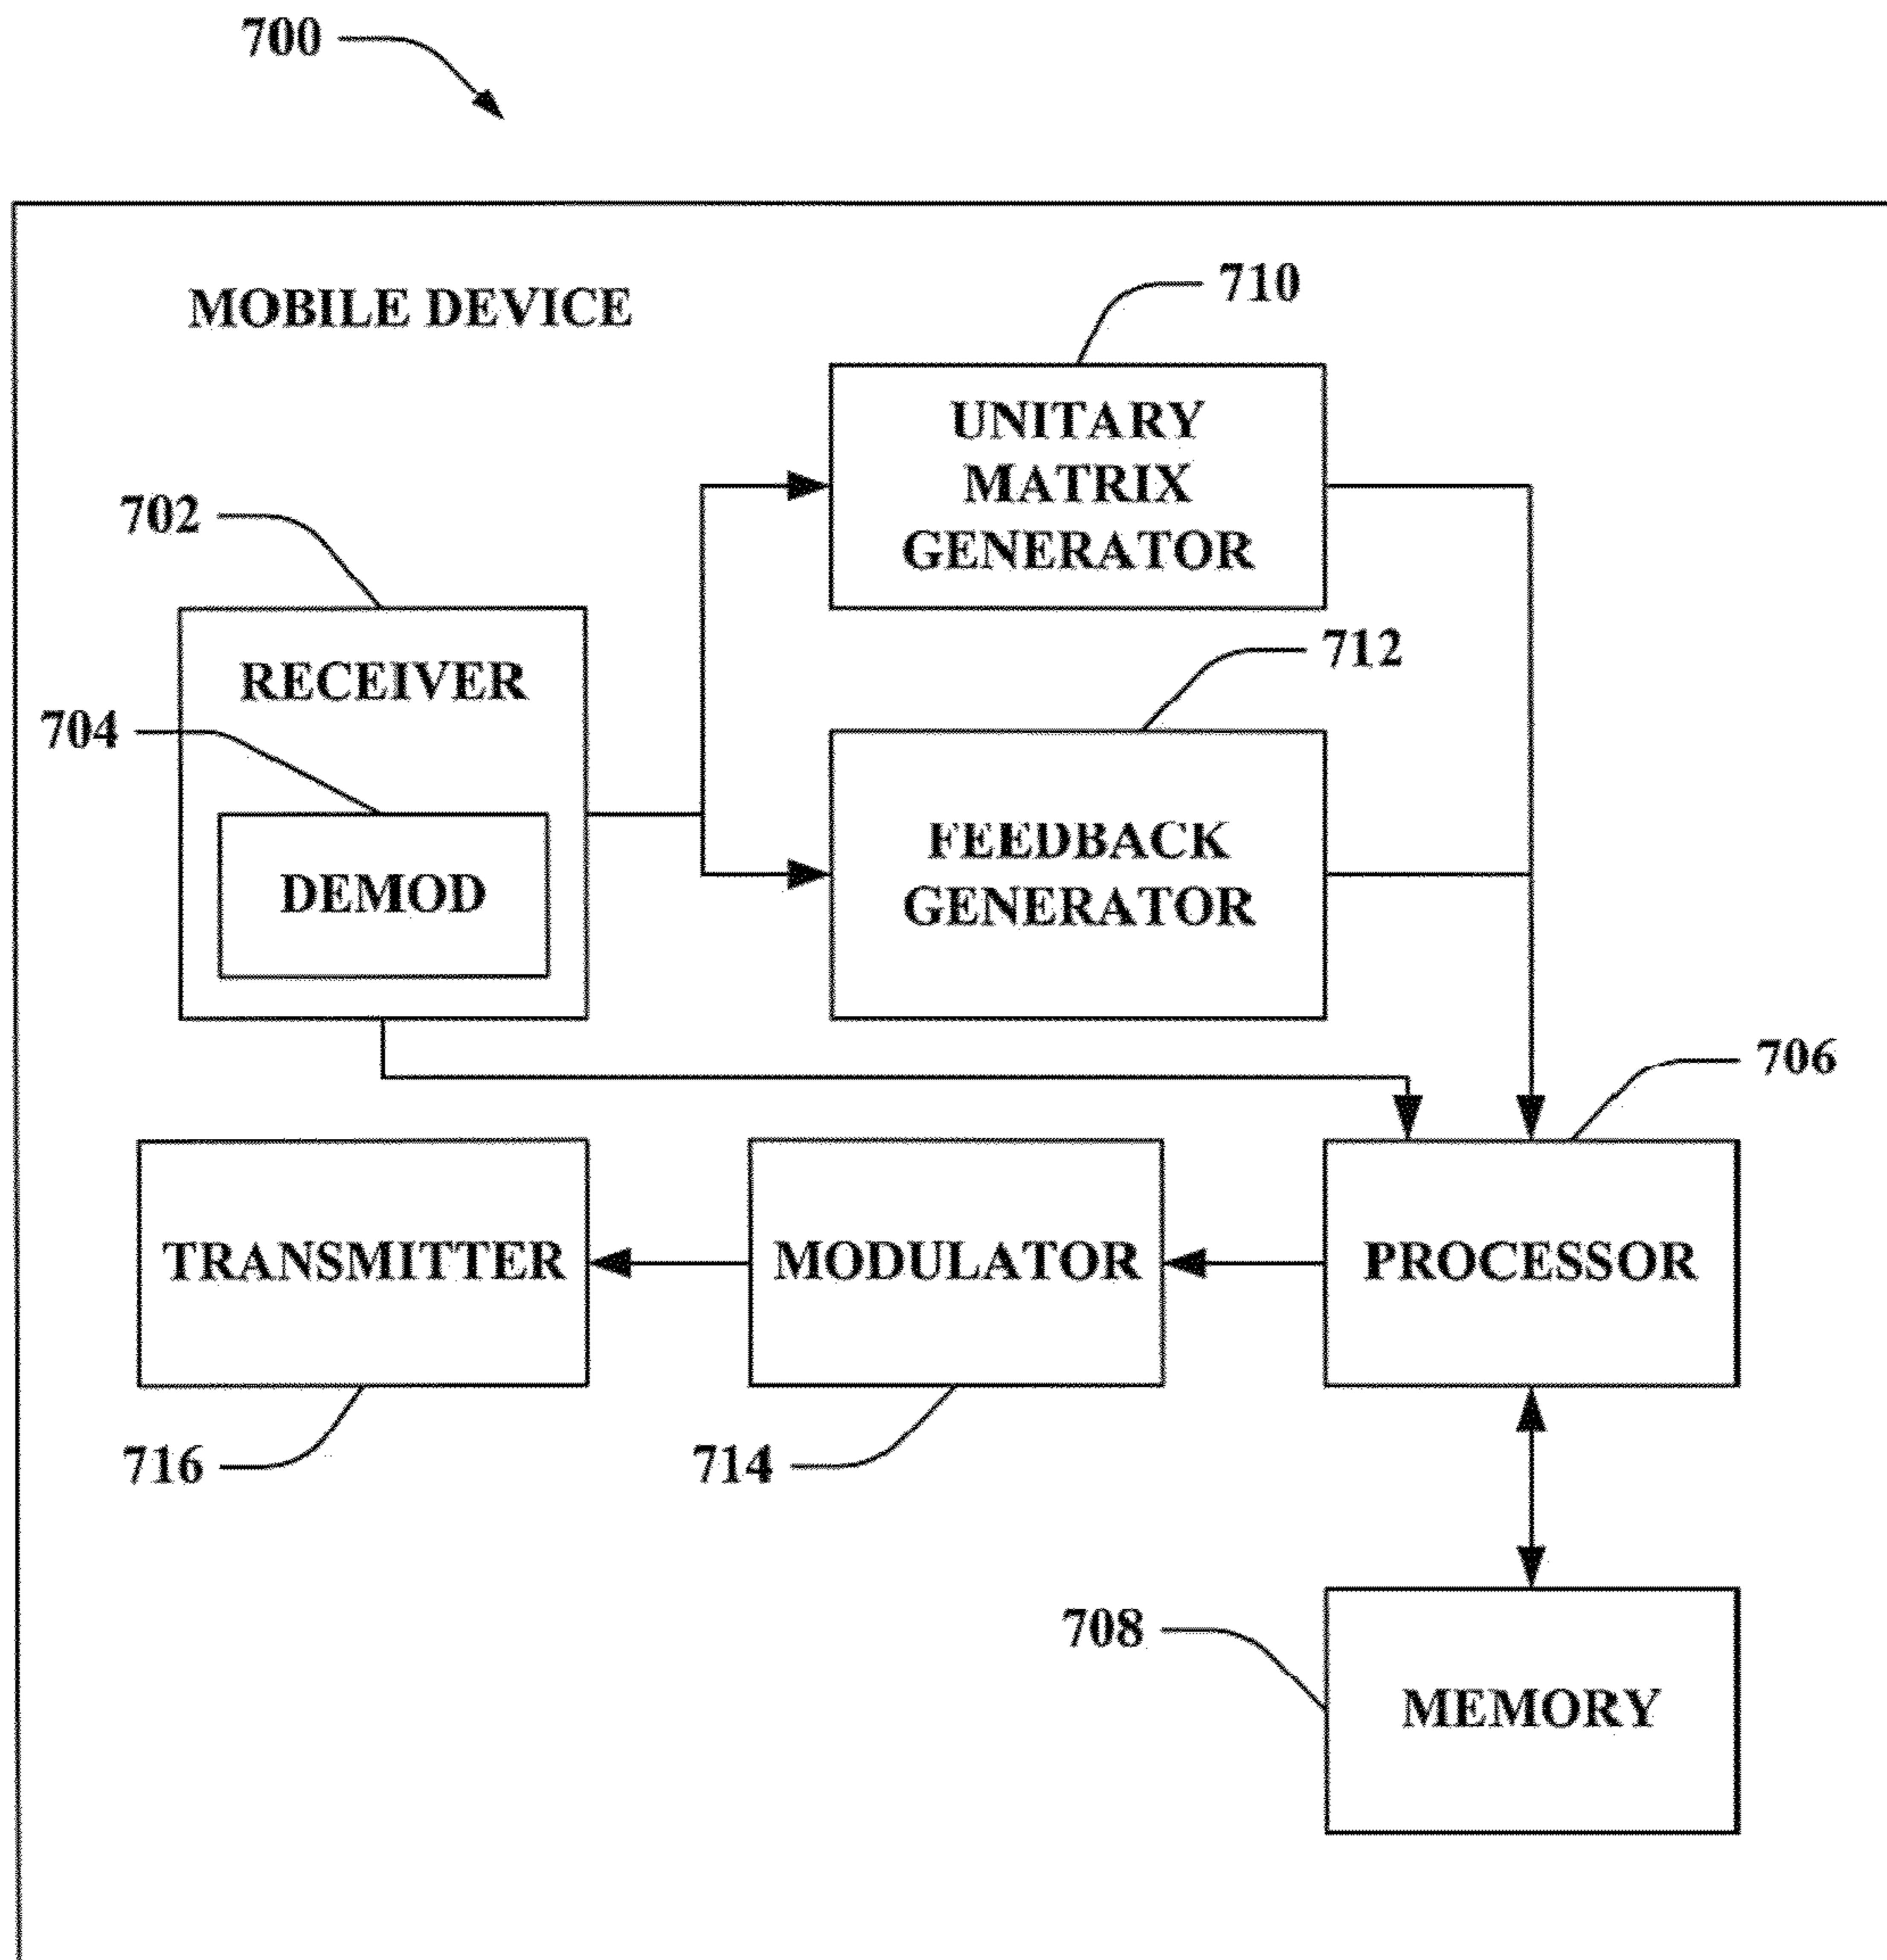 700
MOBILE DEVICE
710
UNITARY
MATRIX
GENERATOR
702
712
RECEIVER
704
FEEDBACK
GENERATOR
DEMOD
706
TRANSMITTER
MODULATOR
PROCESSOR
716
714
708
MEMORY